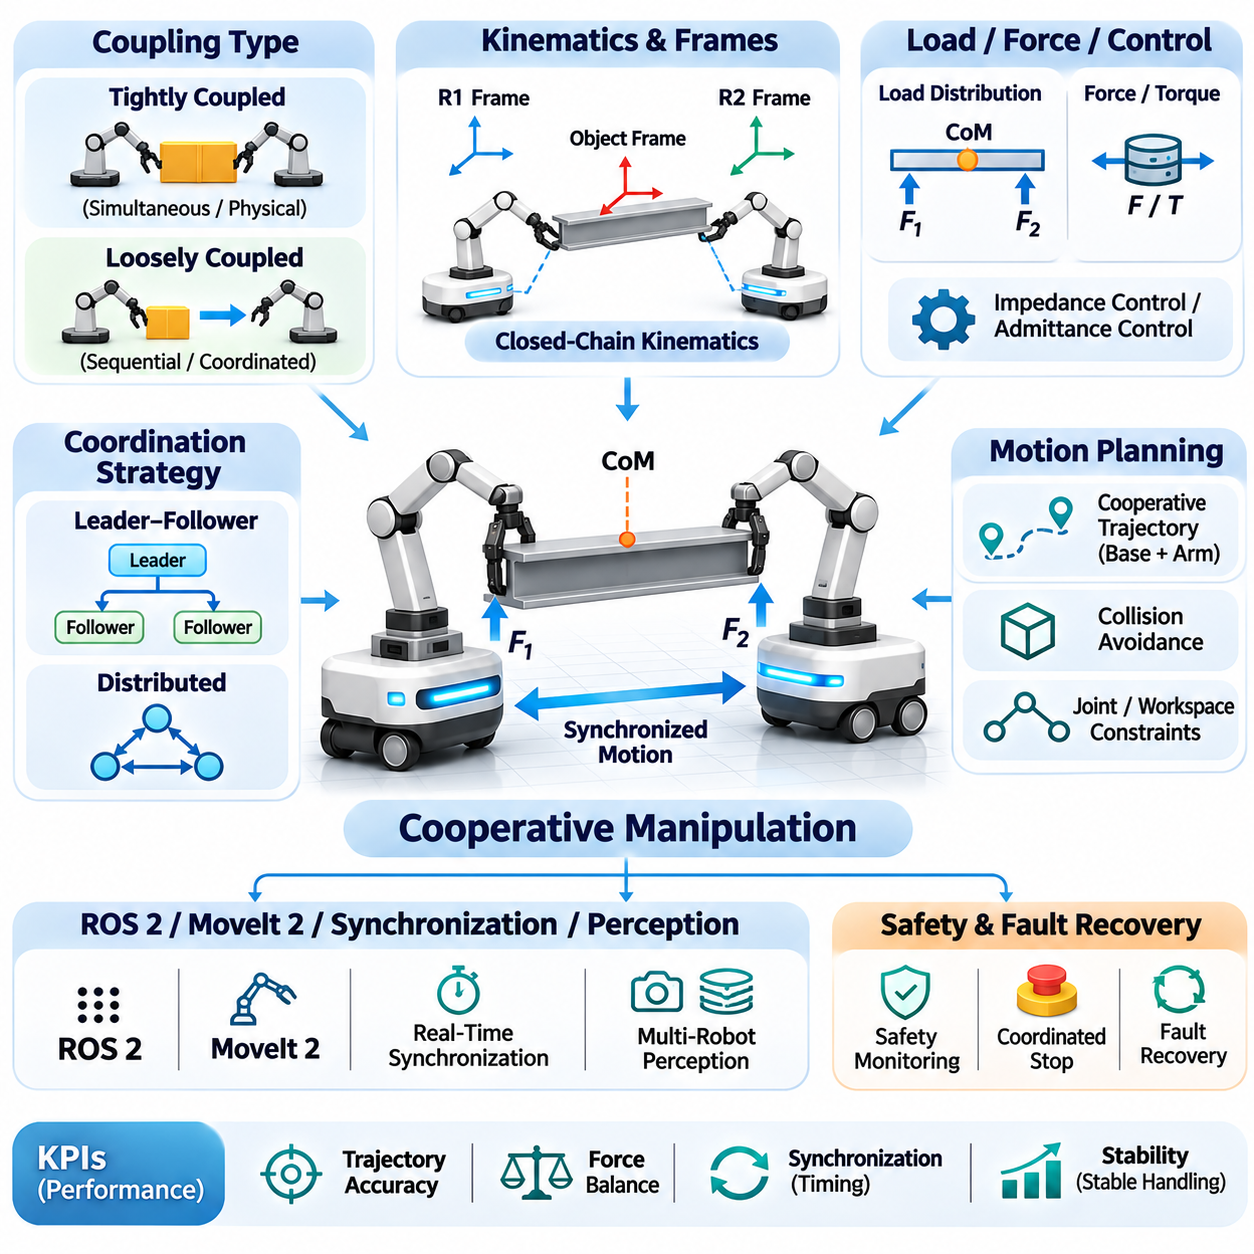 Coupling Type
Tightly Coupled
(Simultaneous / Physical)
Loosely Coupled
(Sequential / Coordinated)
Kinematics & Frames
R1 Frame
R2 Frame
Object Frame
Closed-Chain Kinematics
Load / Force / Control
Load Distribution
CoM
F1
F2
Force / Torque
F / T
Impedance Control /
Admittance Control
Coordination
Strategy
Leader–Follower
Leader
Follower
Follower
Distributed
CoM
F1
F2
Synchronized
Motion
Motion Planning
Cooperative
Trajectory
(Base + Arm)
Collision
Avoidance
Joint / Workspace
Constraints
Cooperative Manipulation
ROS 2 / MoveIt 2 / Synchronization / Perception
ROS 2
MoveIt 2
Real-Time
Synchronization
Multi-Robot
Perception
Safety & Fault Recovery
Safety
Monitoring
Coordinated
Stop
Fault
Recovery
KPIs
(Performance)
Trajectory
Accuracy
Force
Balance
Synchronization
(Timing)
Stability
(Stable Handling)